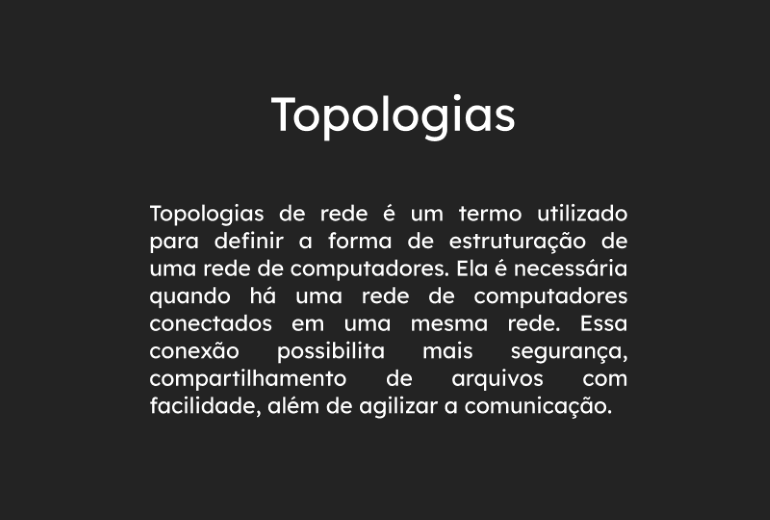 Topologias
Topologias de rede é um termo utilizado
para definir a forma de estruturação de
uma rede de computadores. Ela é necessária
quando há uma rede de computadores
conectados em uma mesma rede. Essa
conexão possibilita mais segurança,
compartilhamento de arquivos com
facilidade, além de agilizar a comunicação.